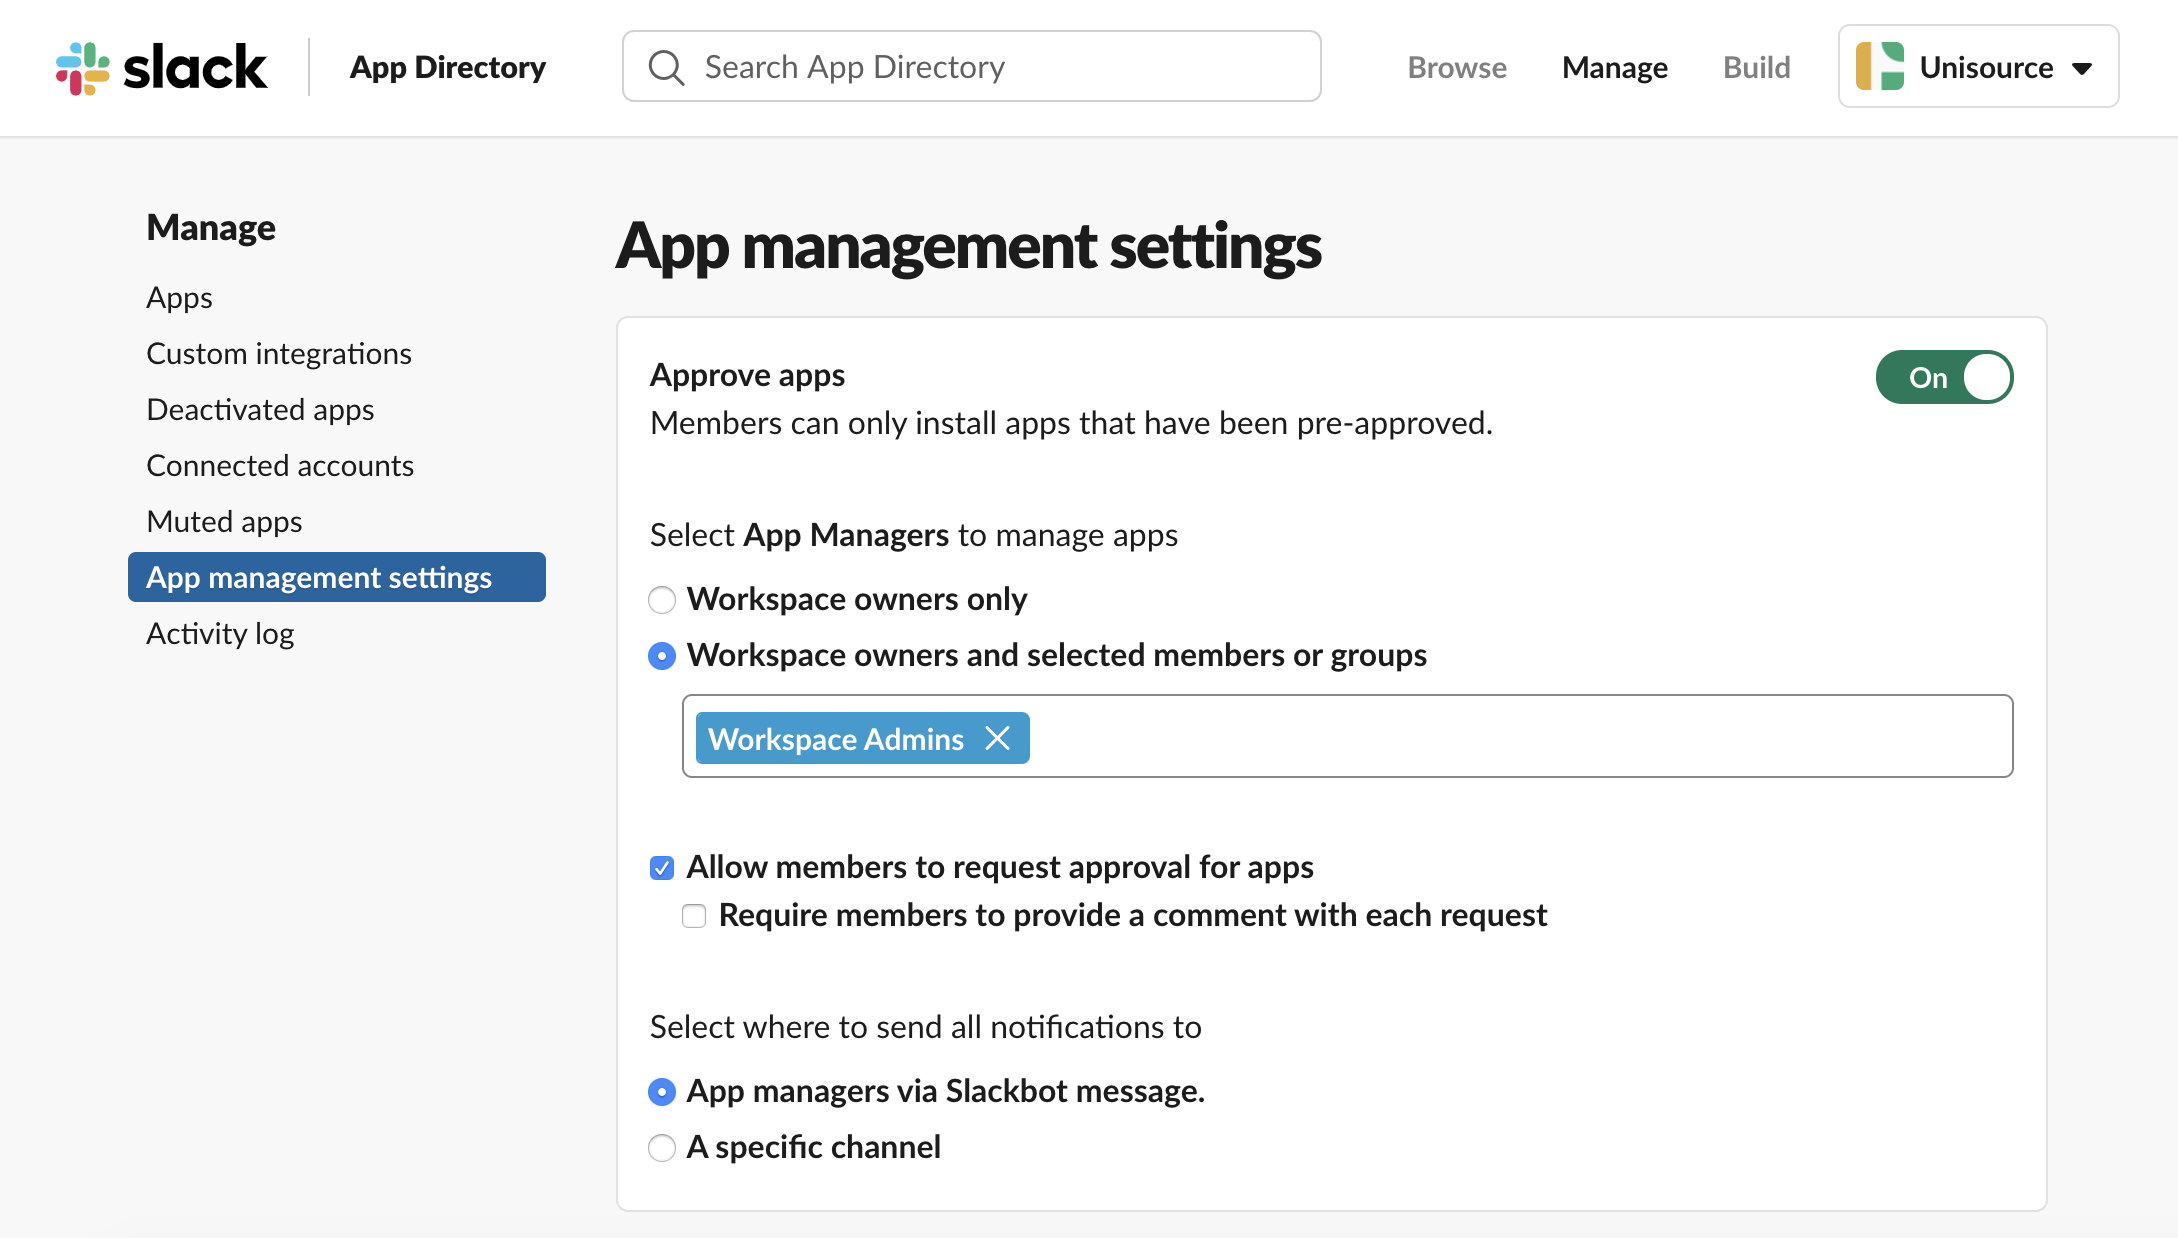 slack
App Directory
Search App Directory
Browse
Manage
Build
Unisource
Manage
Apps
Custom integrations
Deactivated apps
Connected accounts
Muted apps
App management settings
Activity log
App management settings
Approve apps
On
Members can only install apps that have been pre-approved.
Select App Managers to manage apps
Workspace owners only
Workspace owners and selected members or groups
Workspace Admins
Allow members to request approval for apps
Require members to provide a comment with each request
Select where to send all notifications to
App managers via Slackbot message.
A specific channel